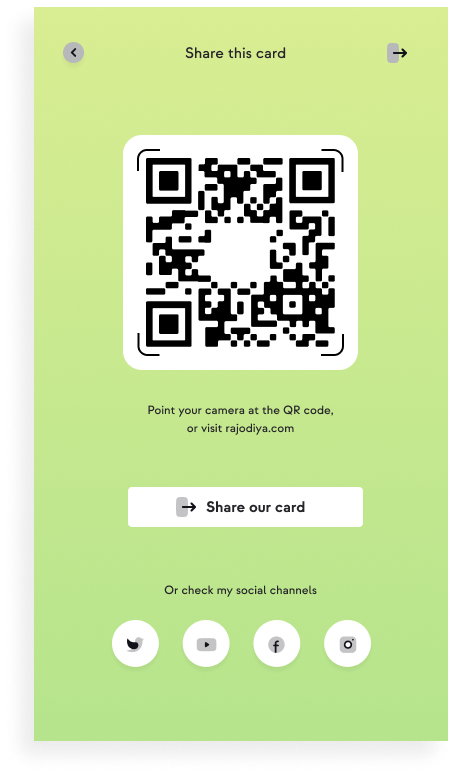 Share this card
Point your camera at the QR code,
or visit rajodiya.com
Share our card
Or check my social channels